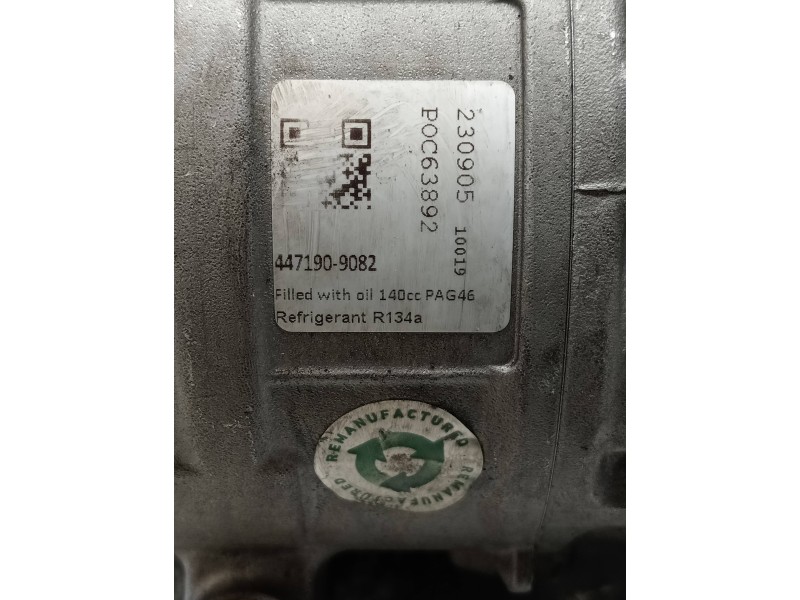 230905
POC63892
10019
447190-9082
Filled with oil 140cc PAG46
Refrigerant R134a
REMANUFACTURED
REMANUFACTURED